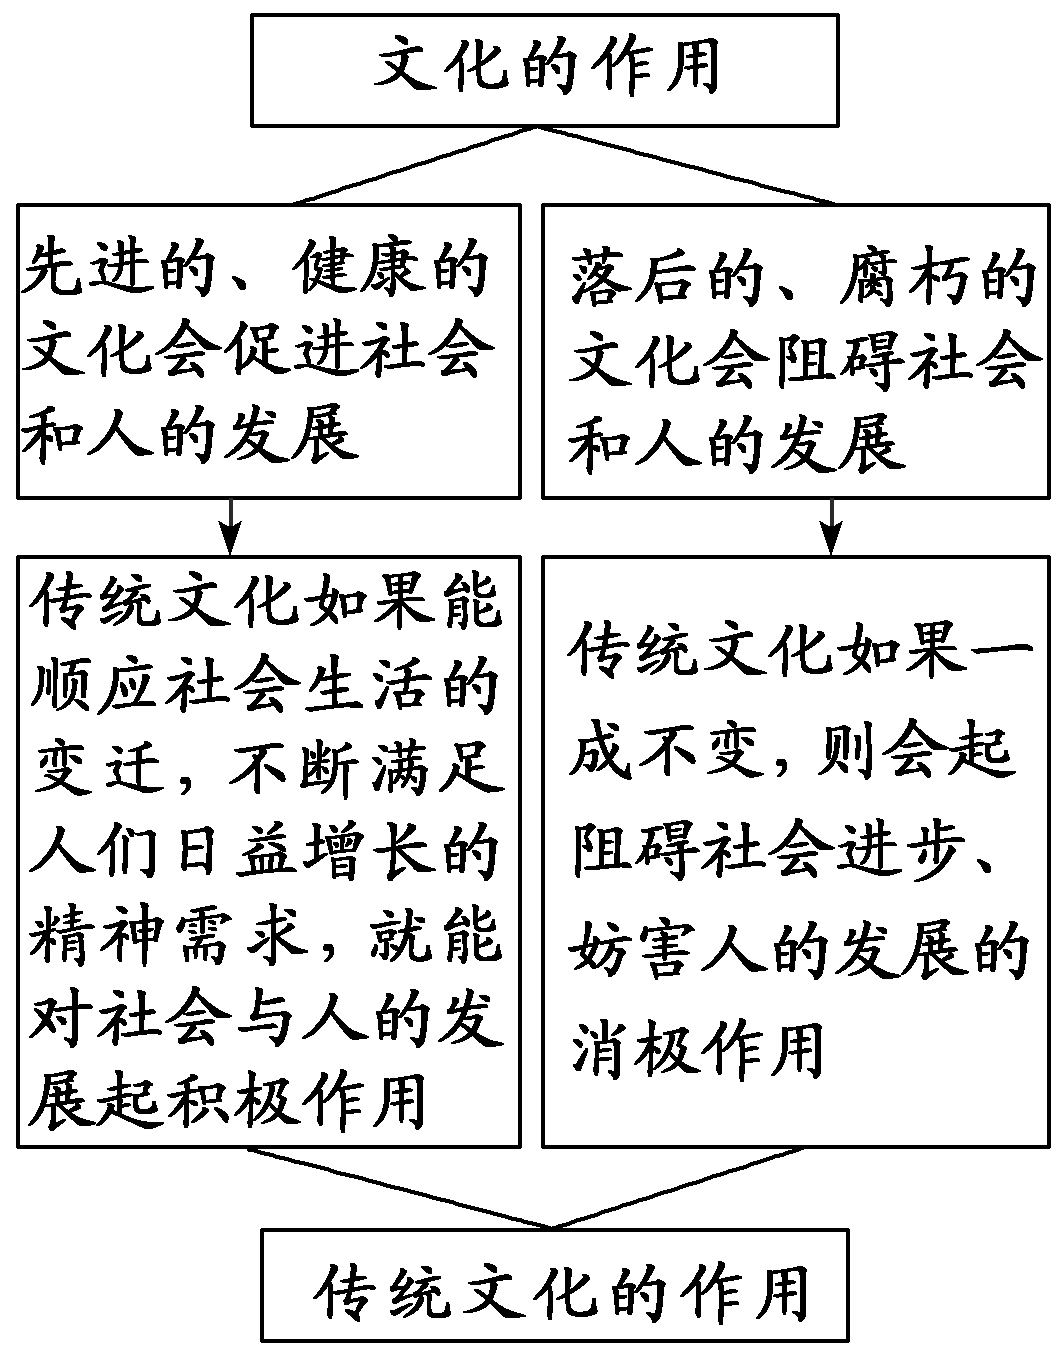 文化的作用
先进的、健康的
文化会促进社会
和人的发展
落后的、腐朽的
文化会阻碍社会
和人的发展
传统文化如果能
顺应社会生活的
变迁，不断满足
人们日益增长的
精神需求，就能
对社会与人的发
展起积极作用
传统文化如果一
成不变，则会起
阻碍社会进步、
妨害人的发展的
消极作用
传统文化的作用